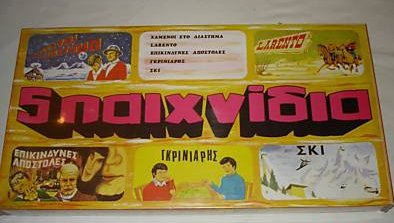 ΧΑΜΕΝΟΙ ΣΤΟ ΔΙΑΣΤΗΜΑ
ΛΑΡΕΝΤΟ
ΕΠΙΚΙΝΔΥΝΕΣ ΑΠΟΣΤΟΛΕΣ
ΓΚΡΙΝΙΑΡΗΣ
ΣΚΙ
ΛΑΡΕΝΤΟ
5 παιχνίδια
ΕΠΙΚΙΝΔΥΝΕΣ
ΑΠΟΣΤΟΛΕΣ
ΓΚΡΙΝΙΑΡΗΣ
ΣΚΙ